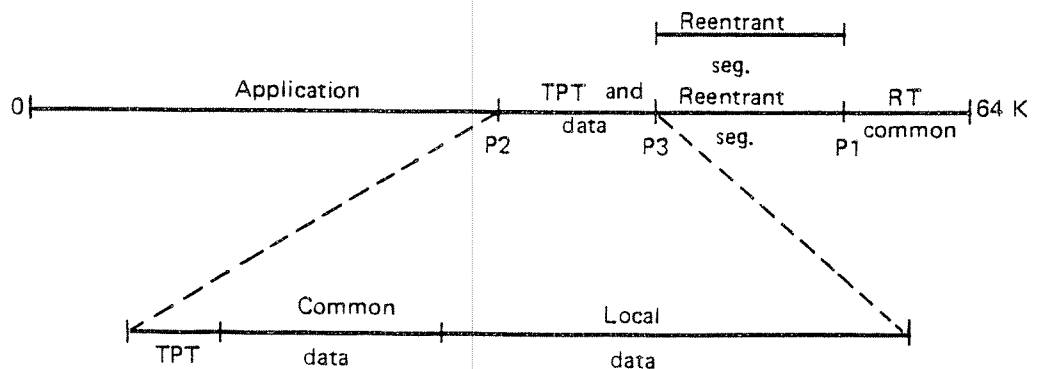 Reentrant
seg.
0 Application TPT and Reentrant RT 64 K
data seg. common
P2 P3 P1
Common Local
TPT data data